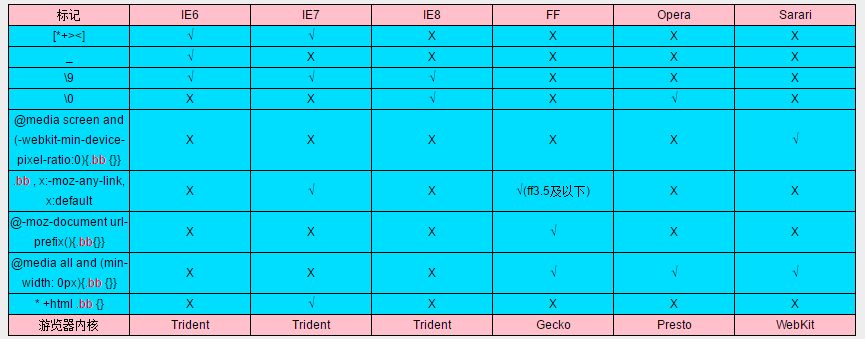 标记 IE6 IE7 IE8 FF Opera Sarari
[*+><] √ √ X X X X
_ √ X X X X X
\9 √ √ √ X X X
\0 X X √ X √ X
@media screen and
(-webkit-min-device- X X X X X √
pixel-ratio:0){.bb {}}
.bb , x:-moz-any-link, X √ X √(ff3.5及以下) X X
x:default
@-moz-document url- X X X √ X X
prefix(){.bb{}}
@media all and (min- X X X √ √ √
width: 0px){.bb {}}
* +html .bb {} X √ X X X X
游览器内核 Trident Trident Trident Gecko Presto WebKit